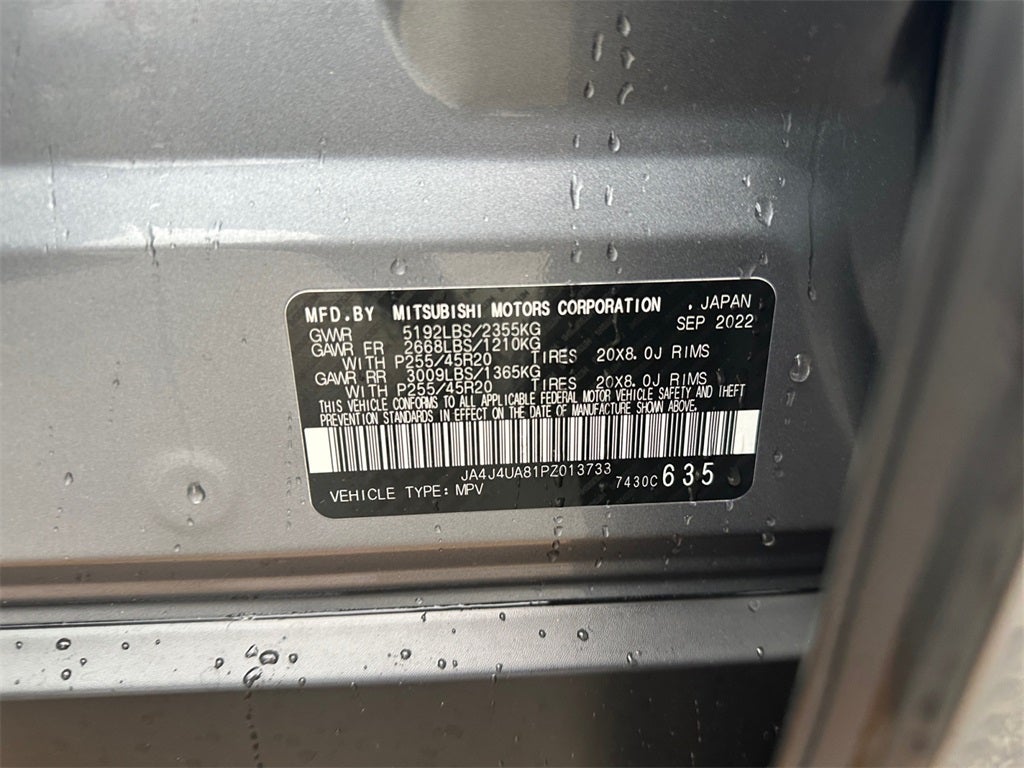 MFD.BY MITSUBISHI MOTORS CORPORATION , JAPAN
GVWR 5192LBS/2355KG SEP 2022
GAWR FR 2668LBS/1210KG
WITH P255/45R20 TIRES 20X8.0J RIMS
GAWR RR 3009LBS/1365KG
WITH P255/45R20 TIRES 20X8.0J RIMS
THIS VEHICLE CONFORMS TO ALL APPLICABLE FEDERAL MOTOR VEHICLE SAFETY AND THEFT
PREVENTION STANDARDS IN EFFECT ON THE DATE OF MANUFACTURE SHOWN ABOVE.
JA4J4UA81PZ013733
VEHICLE TYPE: MPV 7430C 635